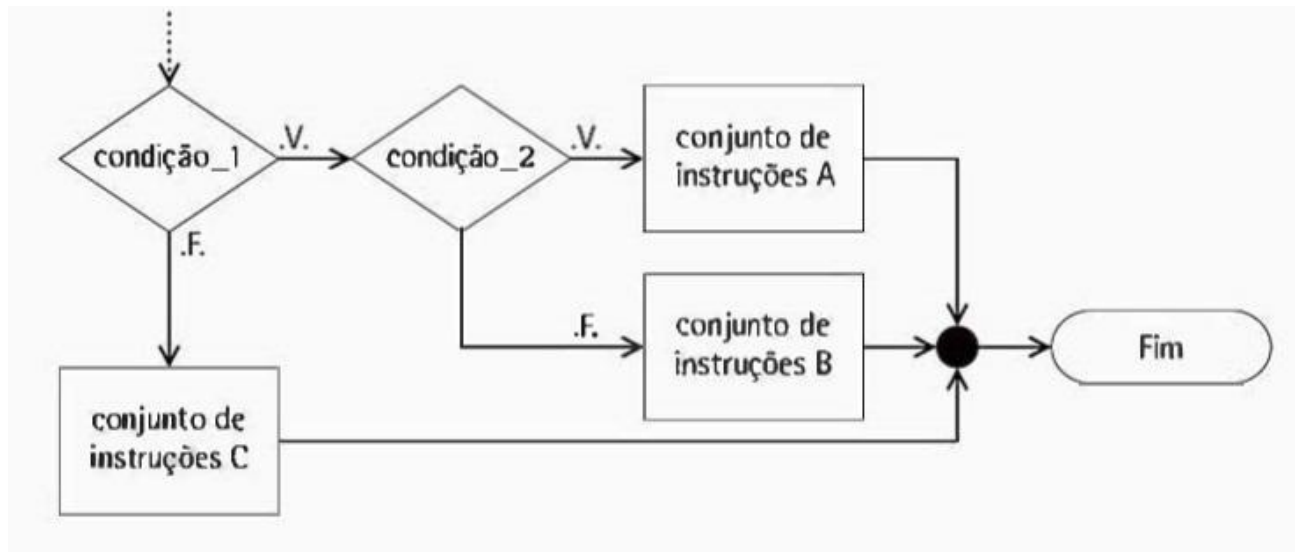 condição_1
.V.
condição_2
.V.
conjunto de
instruções A
.F.
.F.
conjunto de
instruções B
Fim
conjunto de
instruções C